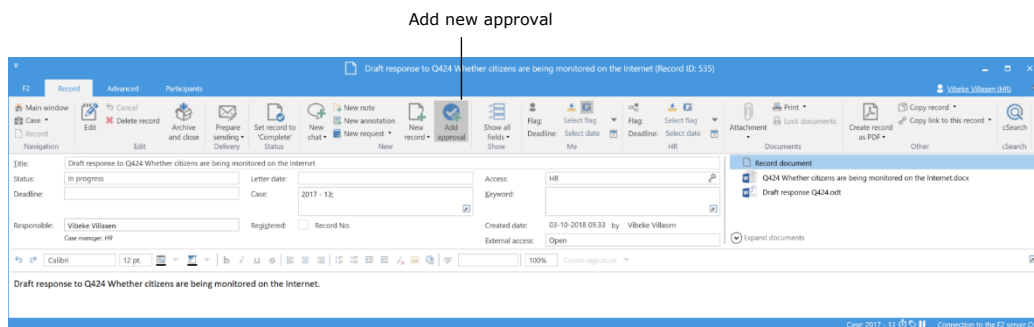 Add new approval
Draft response to Q424 Whether citizens are being monitored on the Internet (Record ID: 535)
F2 Record Advanced Participants Vibeke Villasen (HR)
Main window
Case
Record
Navigation
Edit
Cancel
Delete record
Archive and close
Edit
Prepare sending
Delivery
Set record to 'Complete'
Status
New chat
New note
New annotation
New request
New record
Add approval
New
Show all fields
Show
Flag: Select flag
Deadline: Select date
Me
Flag: Select flag
Deadline: Select date
HR
Attachment
Print
Lock documents
Documents
Create record as PDF
Copy record
Copy link to this record
Other
cSearch
cSearch
Title: Draft response to Q424 Whether citizens are being monitored on the Internet
Status: In progress Letter date: Access: HR
Deadline: Case: 2017 - 13; Keyword:
Responsible: Vibeke Villasen Registered: Record No: Created date: 03-10-2018 09:33 by Vibeke Villasen
Case manager, HR
External access: Open
Record document
Q424 Whether citizens are being monitored on the Internet.docx
Draft response Q424.odt
Expand documents
Calibri 12 pt. b / u 100% Create signature
Draft response to Q424 Whether citizens are being monitored on the Internet.
Case: 2017 - 13 Connection to the F2 server